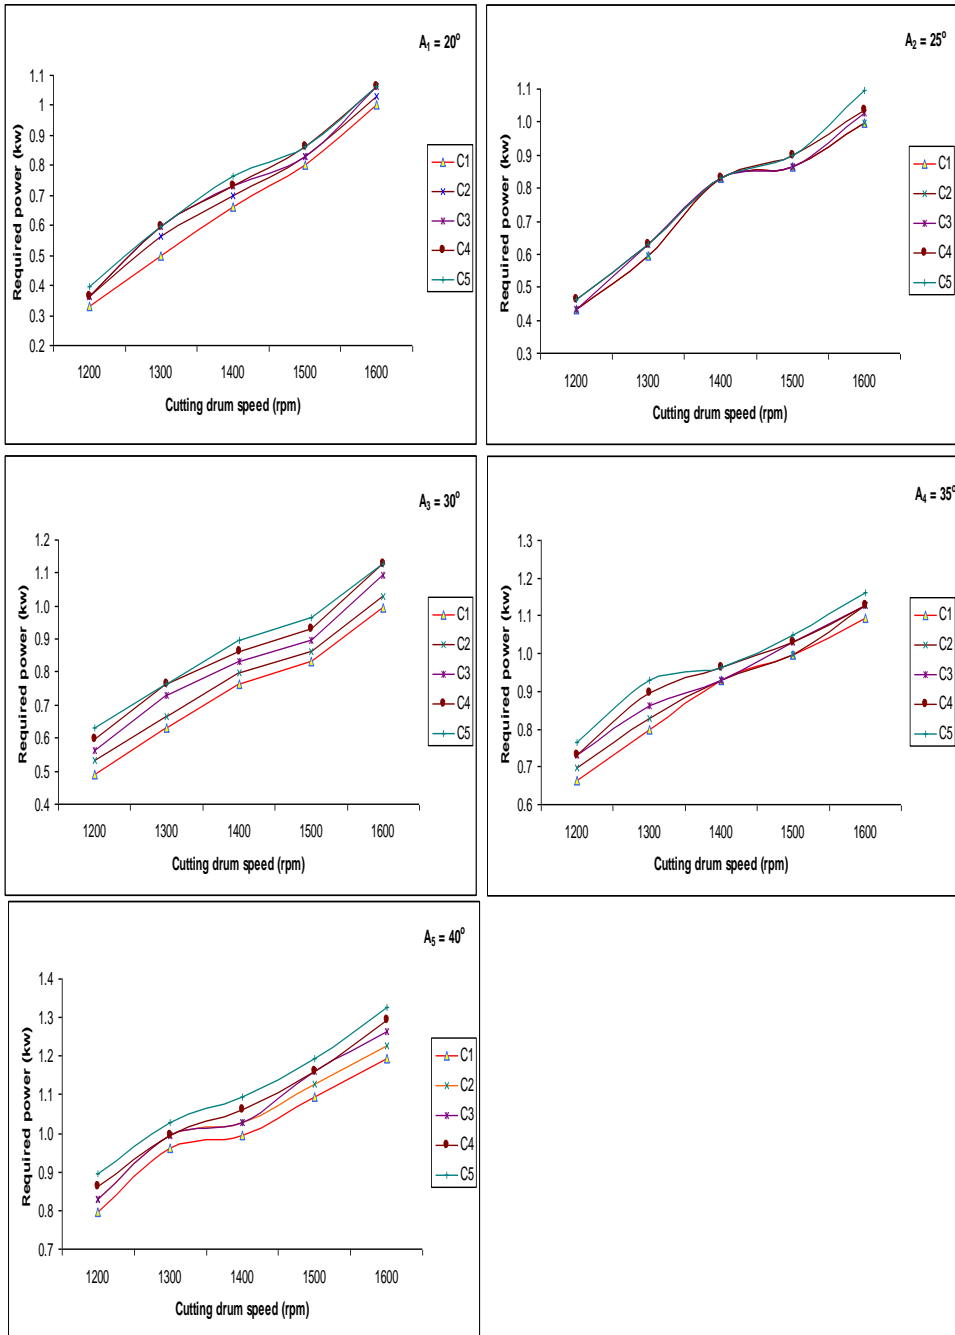 A1 = 20°
Required power (kw)
1.1
1
0.9
0.8
0.7
0.6
0.5
0.4
0.3
0.2
1200 1300 1400 1500 1600
Cutting drum speed (rpm)
C1
C2
C3
C4
C5
A2 = 25°
Required power (kw)
1.1
1.0
0.9
0.8
0.7
0.6
0.5
0.4
0.3
1200 1300 1400 1500 1600
Cutting drum speed (rpm)
C1
C2
C3
C4
C5
A3 = 30°
Required power (kw)
1.2
1.1
1.0
0.9
0.8
0.7
0.6
0.5
0.4
1200 1300 1400 1500 1600
Cutting drum speed (rpm)
C1
C2
C3
C4
C5
A4 = 35°
Required power (kw)
1.3
1.2
1.1
1.0
0.9
0.8
0.7
0.6
1200 1300 1400 1500 1600
Cutting drum speed (rpm)
C1
C2
C3
C4
C5
A5 = 40°
Required power (kw)
1.4
1.3
1.2
1.1
1.0
0.9
0.8
0.7
1200 1300 1400 1500 1600
Cutting drum speed (rpm)
C1
C2
C3
C4
C5